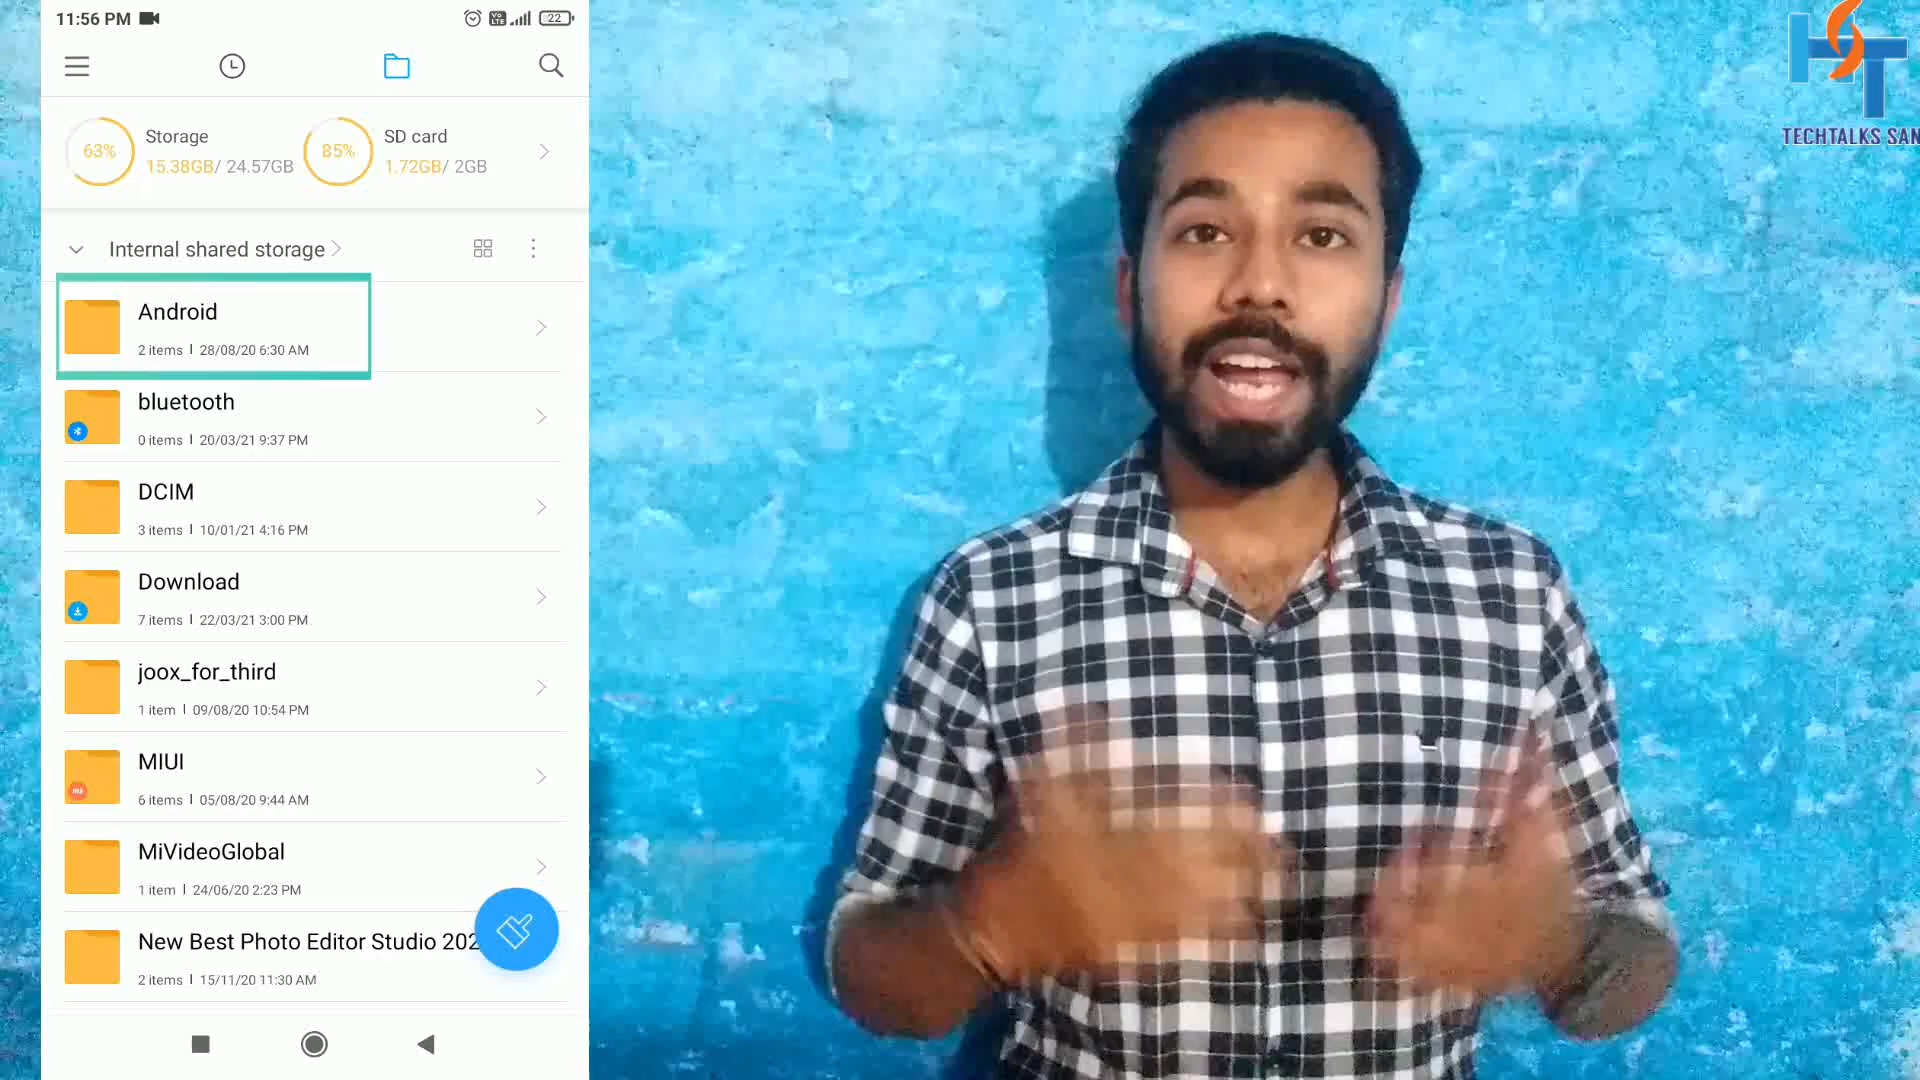 11:56 PM
Vo LTE
22
63%
Storage
15.38GB/ 24.57GB
85%
SD card
1.72GB/ 2GB
Internal shared storage
Android
2 items | 28/08/20 6:30 AM
bluetooth
0 items | 20/03/21 9:37 PM
DCIM
3 items | 10/01/21 4:16 PM
Download
7 items | 22/03/21 3:00 PM
joox_for_third
1 item | 09/08/20 10:54 PM
MIUI
6 items | 05/08/20 9:44 AM
MiVideoGlobal
1 item | 24/06/20 2:23 PM
New Best Photo Editor Studio 202
2 items | 15/11/20 11:30 AM
HST
TECHTALKS SAN